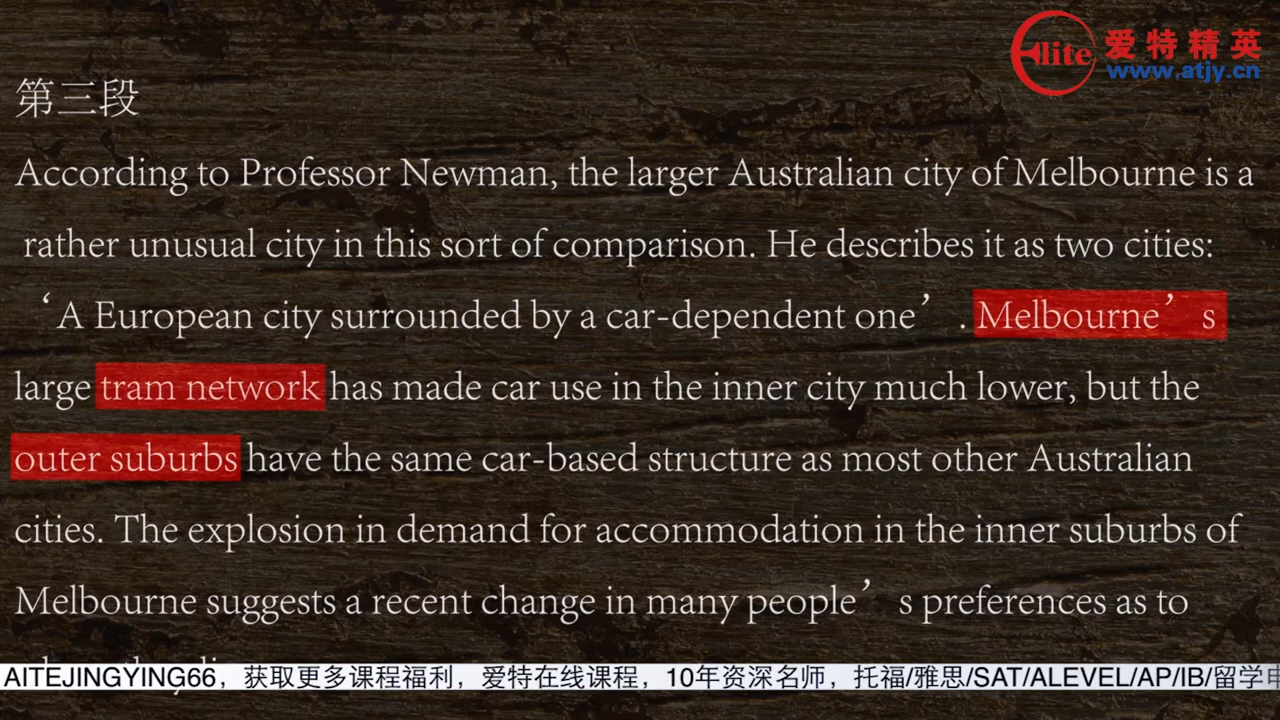 Elite 爱特精英
www.atjy.cn
第三段
According to Professor Newman, the larger Australian city of Melbourne is a
rather unusual city in this sort of comparison. He describes it as two cities:
‘A European city surrounded by a car-dependent one’. Melbourne’s
large tram network has made car use in the inner city much lower, but the
outer suburbs have the same car-based structure as most other Australian
cities. The explosion in demand for accommodation in the inner suburbs of
Melbourne suggests a recent change in many people’s preferences as to
AITEJINGYING66，获取更多课程福利，爱特在线课程，10年资深名师，托福/雅思/SAT/ALEVEL/AP/IB/留学